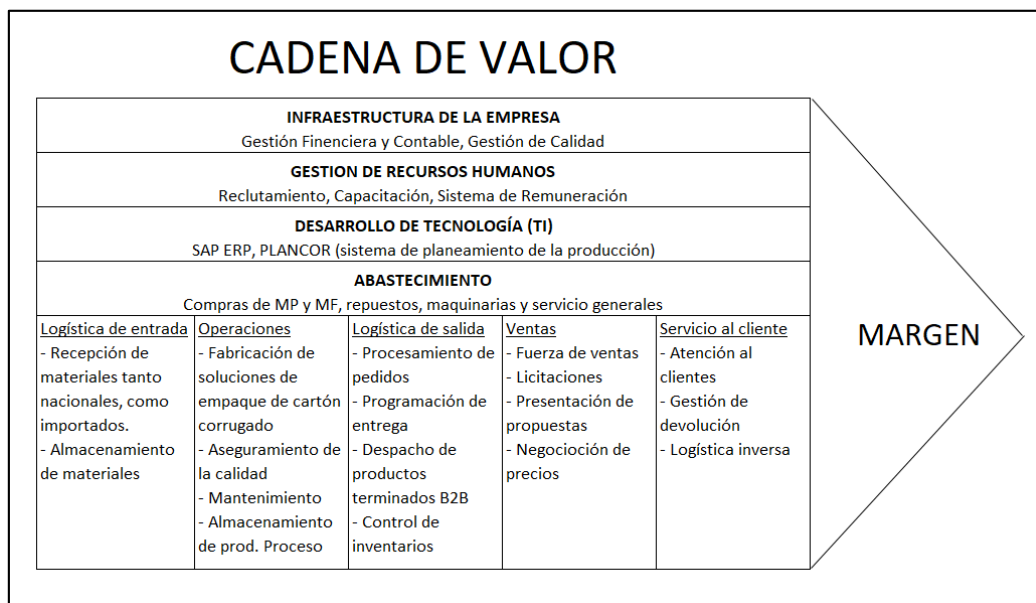 CADENA DE VALOR
INFRAESTRUCTURA DE LA EMPRESA
Gestión Finenciera y Contable, Gestión de Calidad
GESTION DE RECURSOS HUMANOS
Reclutamiento, Capacitación, Sistema de Remuneración
DESARROLLO DE TECNOLOGÍA (TI)
SAP ERP, PLANCOR (sistema de planeamiento de la producción)
ABASTECIMIENTO
Compras de MP y MF, repuestos, maquinarias y servicio generales
Logística de entrada
- Recepción de
materiales tanto
nacionales, como
importados.
- Almacenamiento
de materiales
Operaciones
- Fabricación de
soluciones de
empaque de cartón
corrugado
- Aseguramiento de
la calidad
- Mantenimiento
- Almacenamiento
de prod. Proceso
Logística de salida
- Procesamiento de
pedidos
- Programación de
entrega
- Despacho de
productos
terminados B2B
- Control de
inventarios
Ventas
- Fuerza de ventas
- Licitaciones
- Presentación de
propuestas
- Negocioción de
precios
Servicio al cliente
- Atención al
clientes
- Gestión de
devolución
- Logística inversa
MARGEN